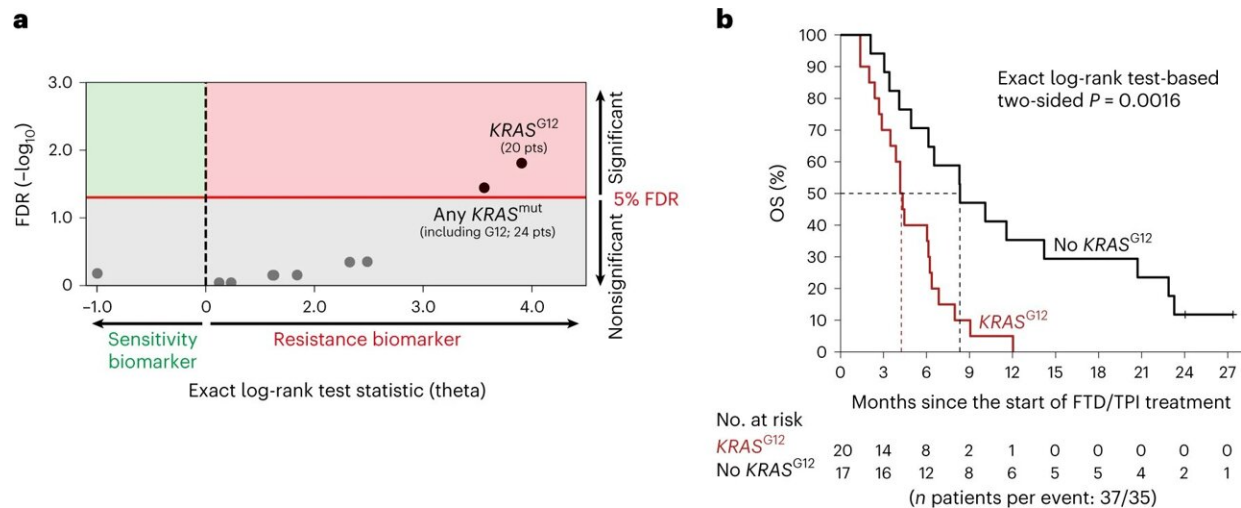 a
3.0
2.0
1.0
0
FDR (−log10)
KRASG12
(20 pts)
Any KRASmut
(including G12; 24 pts)
Significant
5% FDR
Nonsignificant
−1.0 0 2.0 3.0 4.0
Sensitivity
biomarker
Resistance biomarker
Exact log-rank test statistic (theta)
b
100
90
80
70
60
50
40
30
20
10
0
OS (%)
Exact log-rank test-based
two-sided P = 0.0016
No KRASG12
KRASG12
0 3 6 9 12 15 18 21 24 27
Months since the start of FTD/TPI treatment
No. at risk
KRASG12 20 14 8 2 1 0 0 0 0 0
No KRASG12 17 16 12 8 6 5 5 4 2 1
(n patients per event: 37/35)